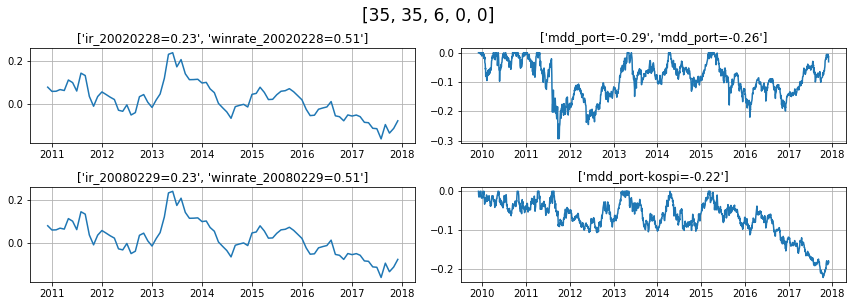 [35, 35, 6, 0, 0]
['ir_20020228=0.23', 'winrate_20020228=0.51']
0.2
0.0
2011 2012 2013 2014 2015 2016 2017 2018
['mdd_port=-0.29', 'mdd_port=-0.26']
0.0
−0.1
−0.2
−0.3
2010 2011 2012 2013 2014 2015 2016 2017 2018
['ir_20080229=0.23', 'winrate_20080229=0.51']
0.2
0.0
2011 2012 2013 2014 2015 2016 2017 2018
['mdd_port-kospi=-0.22']
0.0
−0.1
−0.2
2010 2011 2012 2013 2014 2015 2016 2017 2018